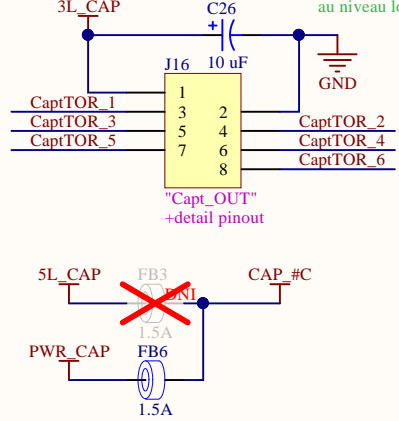 3L_CAP
C26
au niveau
+
J16
10 uF
GND
1
CaptTOR_1
3
2
CaptTOR_3
5
4
CaptTOR_2
CaptTOR_5
7
6
CaptTOR_4
8
CaptTOR_6
"Capt_OUT"
+detail pinout
5L_CAP
FB3
CAP_#C
DNI
1.5A
PWR_CAP
FB6
1.5A